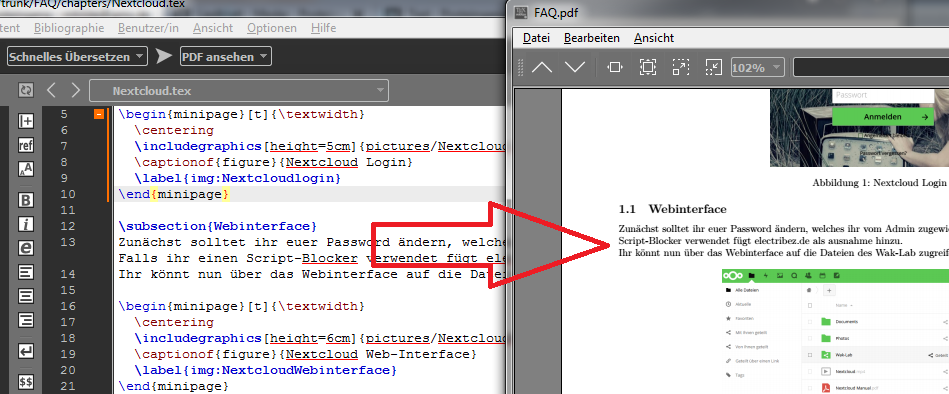 trunk/FAQ/chapters/Nextcloud.tex
Bibliographie Benutzer/in Ansicht Optionen Hilfe
Schnelles Übersetzen PDF ansehen
Nextcloud.tex
5 \begin{minipage}[t]{\textwidth}
6 \centering
7 \includegraphics[height=5cm]{pictures/Nextcloud
8 \captionof{figure}{Nextcloud Login}
9 \label{img:Nextcloudlogin}
10 \end{minipage}
11
12 \subsection{Webinterface}
13 Zunächst solltet ihr euer Password ändern, welche
Falls ihr einen Script-Blocker verwendet fügt ele
14 Ihr könnt nun über das Webinterface auf die Date
15
16 \begin{minipage}[t]{\textwidth}
17 \centering
18 \includegraphics[height=6cm]{pictures/Nextcloud
19 \captionof{figure}{Nextcloud Web-Interface}
20 \label{img:NextcloudWebinterface}
21 \end{minipage}
ref
AA
B
i
e
$$
FAQ.pdf
Datei Bearbeiten Ansicht
102%
Passwort
Anmelden
Passwort vergessen?
Abbildung 1: Nextcloud Login
1.1 Webinterface
Zunächst solltet ihr euer Password ändern, welches ihr vom Admin zugewie
Script-Blocker verwendet fügt electribez.de als ausnahme hinzu.
Ihr könnt nun über das Webinterface auf die Dateien des Wak-Lab zugreif
Alle Dateien
Aktuelle
Favoriten
Mit Ihnen geteilt
Von Ihnen geteilt
Geteilt über einen Link
Tags
Name
Documents
Photos
Wak-Lab Geteilt
Nextcloud.mp4
Nextcloud Manual.pdf